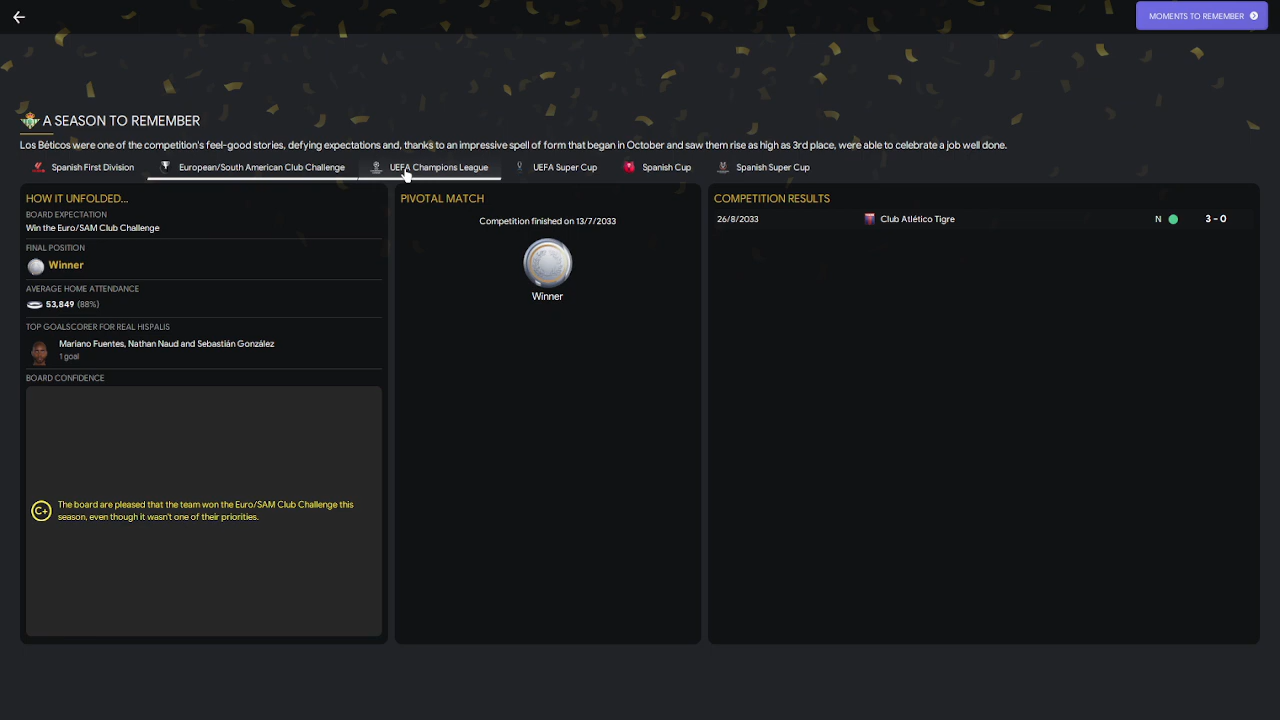 MOMENTS TO REMEMBER
A SEASON TO REMEMBER
Los Béticos were one of the competition's feel-good stories, defying expectations and, thanks to an impressive spell of form that began in October and saw them rise as high as 3rd place, were able to celebrate a job well done.
Spanish First Division European/South American Club Challenge UEFA Champions League UEFA Super Cup Spanish Cup Spanish Super Cup
HOW IT UNFOLDED...
BOARD EXPECTATION
Win the Euro/SAM Club Challenge
FINAL POSITION
Winner
AVERAGE HOME ATTENDANCE
53,849 (88%)
TOP GOALSCORER FOR REAL HISPALIS
Mariano Fuentes, Nathan Naud and Sebastián González
1 goal
BOARD CONFIDENCE
C+
The board are pleased that the team won the Euro/SAM Club Challenge this
season, even though it wasn't one of their priorities.
PIVOTAL MATCH
Competition finished on 13/7/2033
Winner
COMPETITION RESULTS
26/8/2033 Club Atlético Tigre N 3 - 0